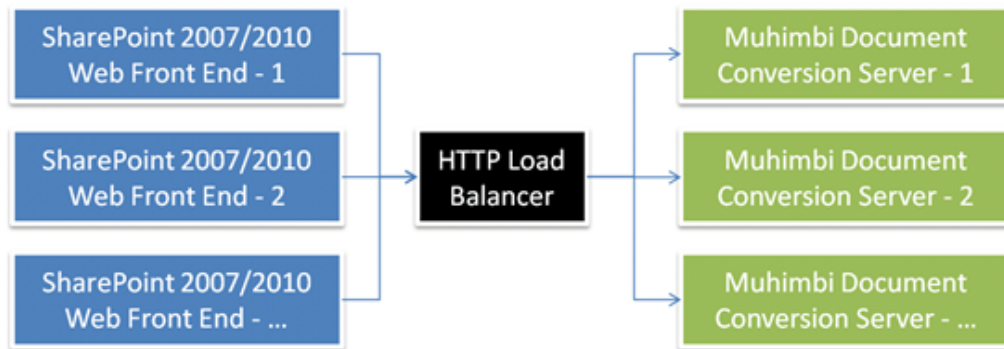 SharePoint 2007/2010
Web Front End - 1
SharePoint 2007/2010
Web Front End - 2
SharePoint 2007/2010
Web Front End - ...
HTTP Load
Balancer
Muhimbi Document
Conversion Server - 1
Muhimbi Document
Conversion Server - 2
Muhimbi Document
Conversion Server - ...